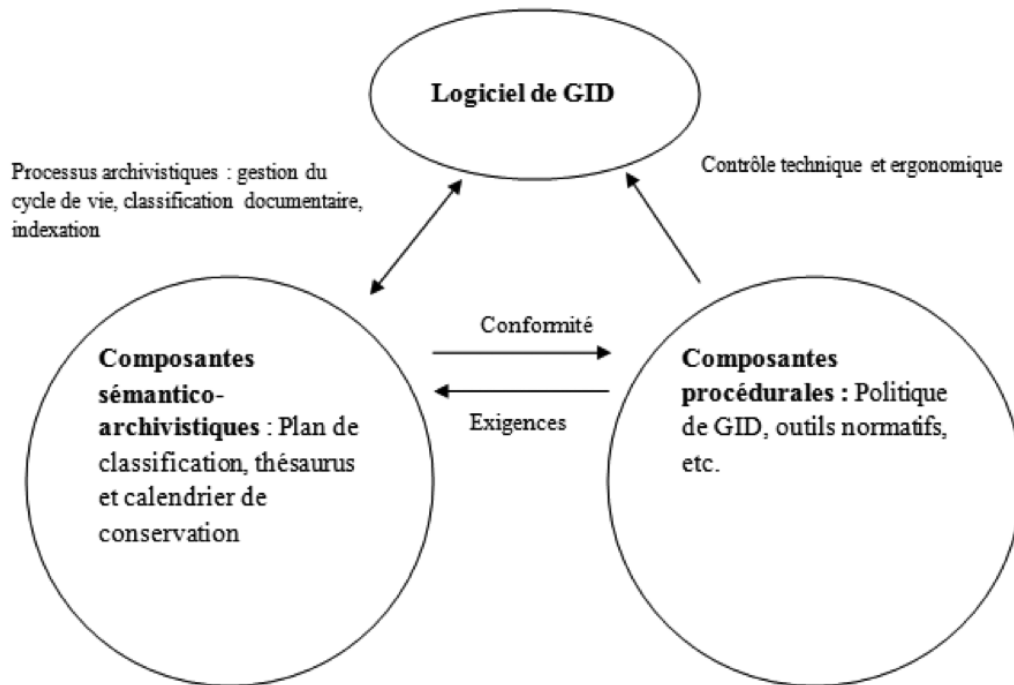 Logiciel de GID
Processus archivistiques : gestion du
cycle de vie, classification documentaire,
indexation
Contrôle technique et ergonomique
Conformité
Exigences
Composantes
sémantico-
archivistiques : Plan de
classification, thésaurus
et calendrier de
conservation
Composantes
procédurales : Politique
de GID, outils normatifs,
etc.